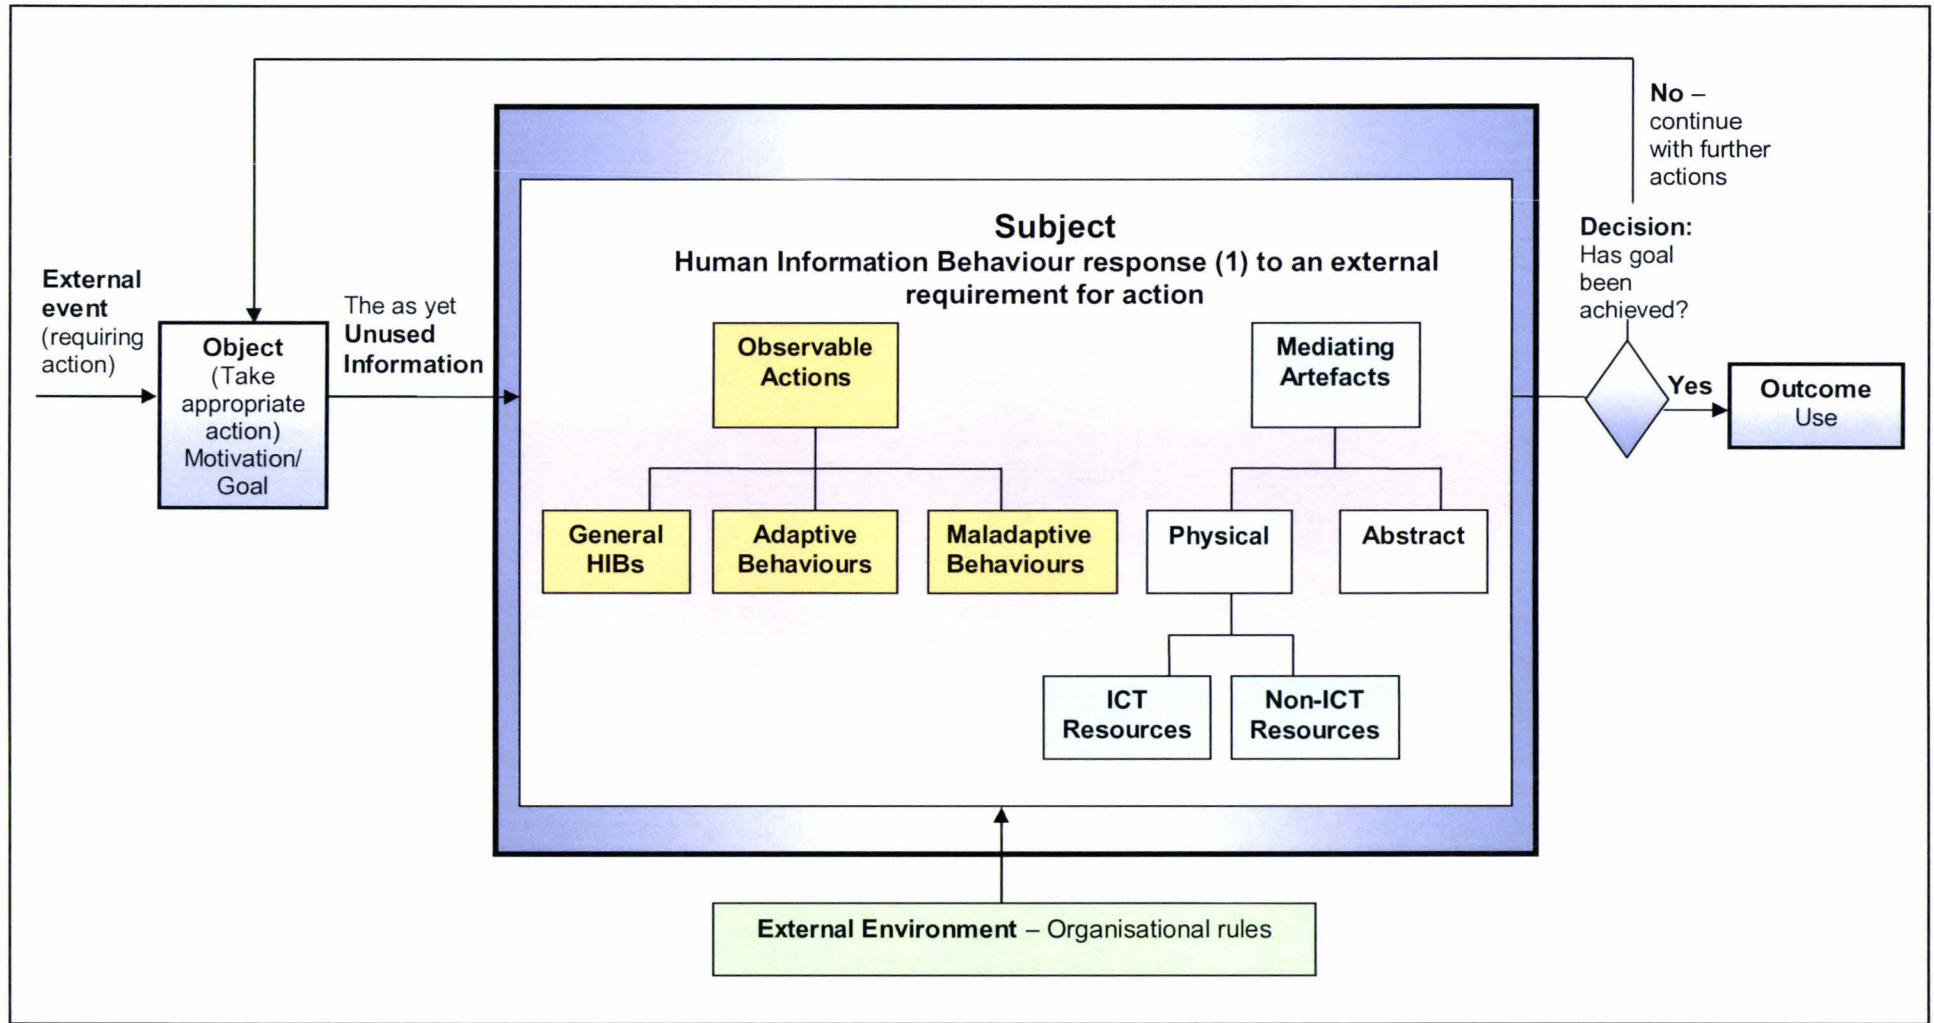 No –
continue
with further
actions
Subject
Human Information Behaviour response (1) to an external
requirement for action
Decision:
Has goal
been
achieved?
External
event
(requiring
action)
Object
(Take
appropriate
action)
Motivation/
Goal
The as yet
Unused
Information
Observable
Actions
Mediating
Artefacts
Yes
Outcome
Use
General
HIBs
Adaptive
Behaviours
Maladaptive
Behaviours
Physical
Abstract
ICT
Resources
Non-ICT
Resources
External Environment – Organisational rules